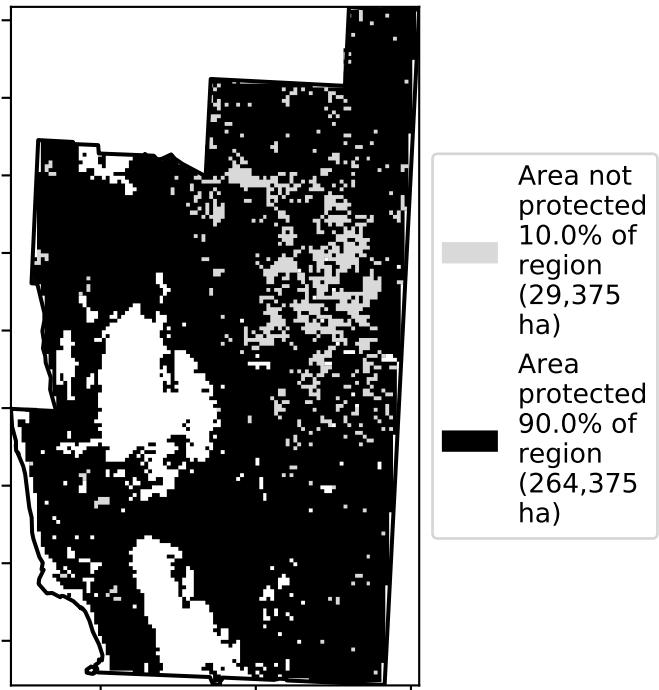 Area not
protected
10.0% of
region
(29,375
ha)
Area
protected
90.0% of
region
(264,375
ha)